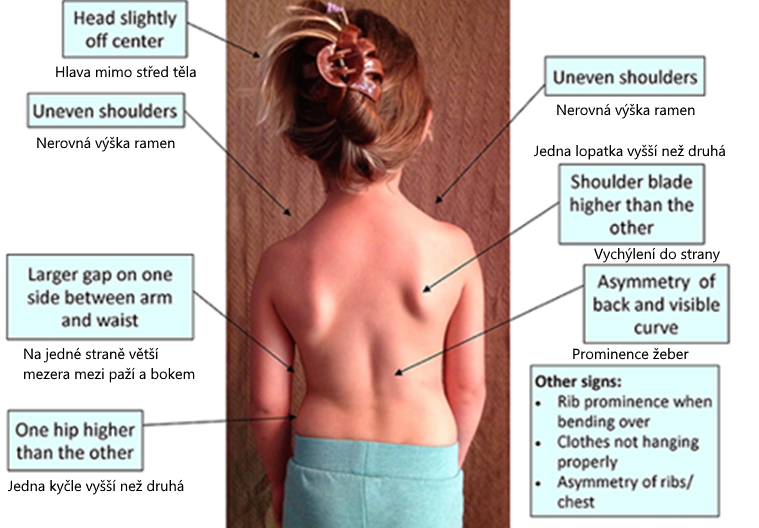 Head slightly
off center
Hlava mimo střed těla
Uneven shoulders
Nerovná výška ramen
Larger gap on one
side between arm
and waist
Na jedné straně větší
mezera mezi paží a bokem
One hip higher
than the other
Jedna kyčle vyšší než druhá
Uneven shoulders
Nerovná výška ramen
Jedna lopatka vyšší než druhá
Shoulder blade
higher than the
other
Vychýlení do strany
Asymmetry of
back and visible
curve
Prominence žeber
Other signs:
• Rib prominence when
bending over
• Clothes not hanging
properly
• Asymmetry of ribs/
chest